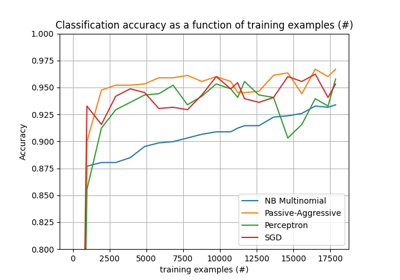 Classification accuracy as a function of training examples (#)
1.000
0.975
0.950
0.925
0.900
0.875
0.850
0.825
0.800
Accuracy
NB Multinomial
Passive-Aggressive
Perceptron
SGD
0 2500 5000 7500 10000 12500 15000 17500
training examples (#)